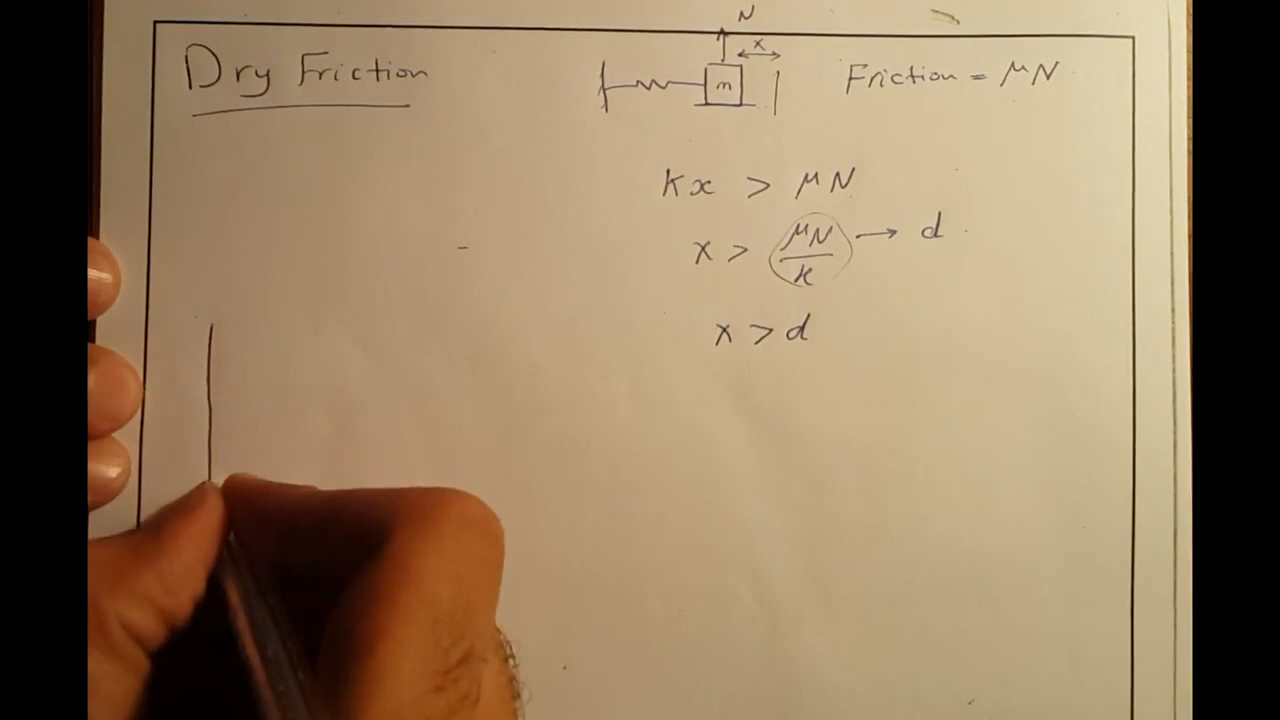 Dry Friction
N
x
m
Friction = μN
kx > μN
x > μN/k → d
x > d